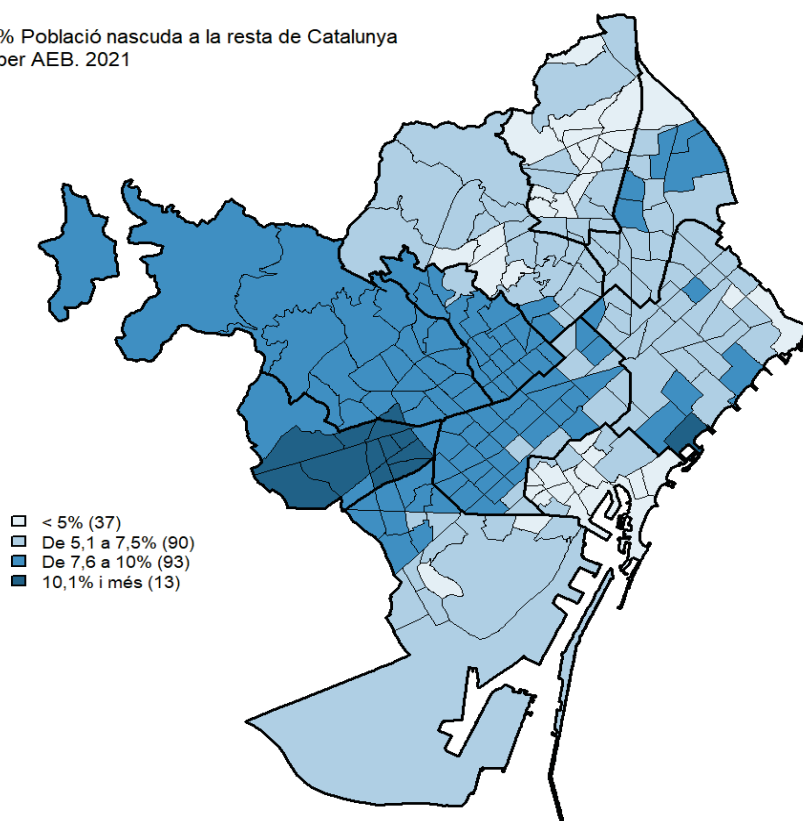 % Població nascuda a la resta de Catalunya
per AEB. 2021
< 5% (37)
De 5,1 a 7,5% (90)
De 7,6 a 10% (93)
10,1% i més (13)